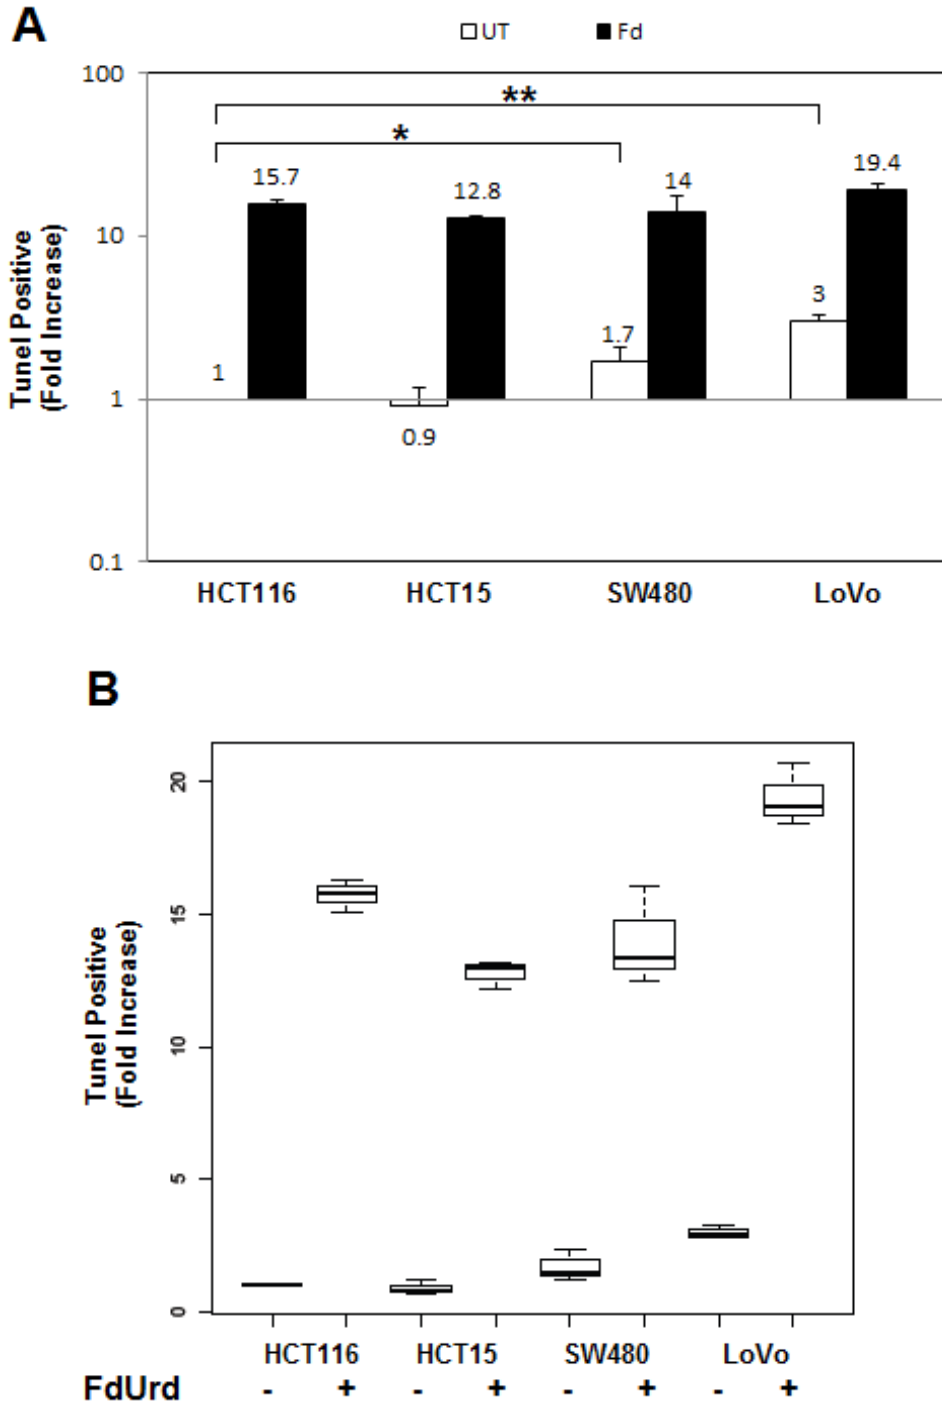 A
UT Fd
100
**
*
15.7 12.8 14 19.4
10
1 0.9 1.7 3
1
0.1
Tunel Positive
(Fold Increase)
HCT116 HCT15 SW480 LoVo
B
20
15
10
5
0
Tunel Positive
(Fold Increase)
HCT116 HCT15 SW480 LoVo
FdUrd - + - + - + - +